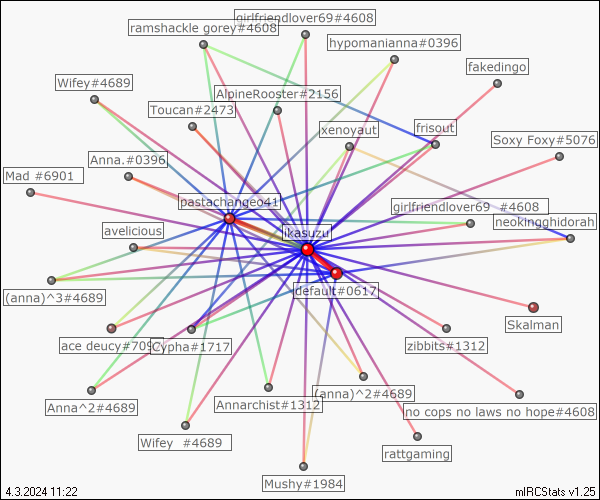 girlfriendlover69#4608
ramshackle gorey#4608
hypomanianna#0396
fakedingo
Wifey#4689
AlpineRooster#2156
Toucan#2473
xenoyaut
frisout
Soxy Foxy#5076
Anna.#0396
Mad #6901
pastachangeo41
girlfriendlover69 #4608
neokingghidorah
avelicious
ikasuzu
(anna)^3#4689
default#0617
Skalman
ace deucy#709
Cypha#1717
zibbits#1312
(anna)^2#4689
Anna^2#4689
Annarchist#1312
no cops no laws no hope#4608
Wifey #4689
rattgaming
Mushy#1984
4.3.2024 11:22
mIRCStats v1.25